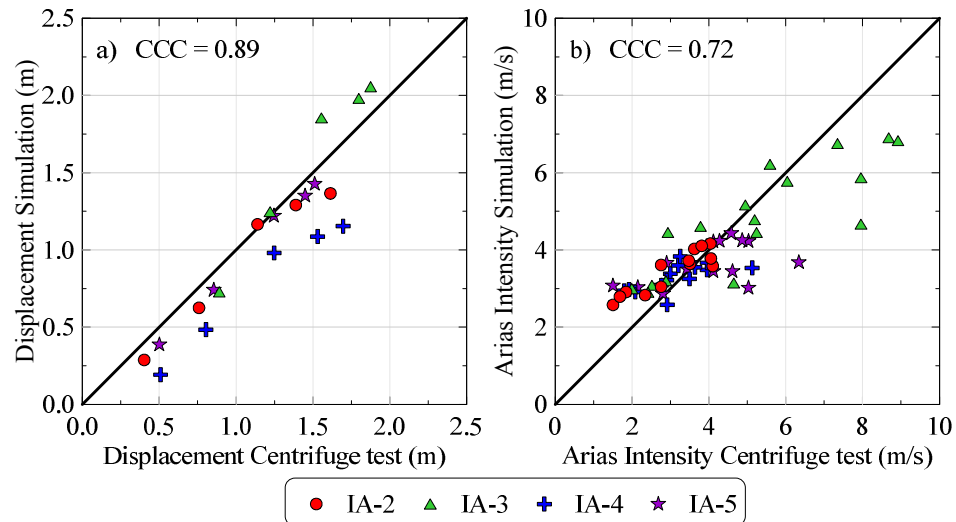 a) CCC = 0.89
Displacement Simulation (m)
2.5
2.0
1.5
1.0
0.5
0.0
0.0 0.5 1.0 1.5 2.0 2.5
Displacement Centrifuge test (m)
b) CCC = 0.72
Arias Intensity Simulation (m/s)
10
8
6
4
2
0
0 2 4 6 8 10
Arias Intensity Centrifuge test (m/s)
IA-2 IA-3 IA-4 IA-5